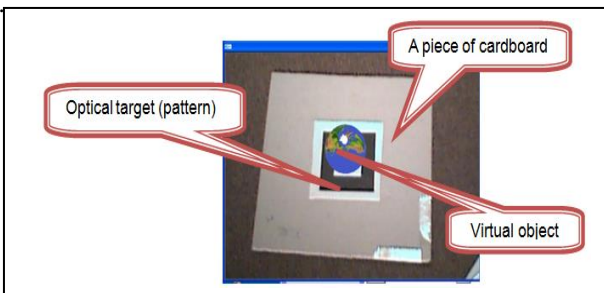 A piece of cardboard
Optical target (pattern)
Virtual object